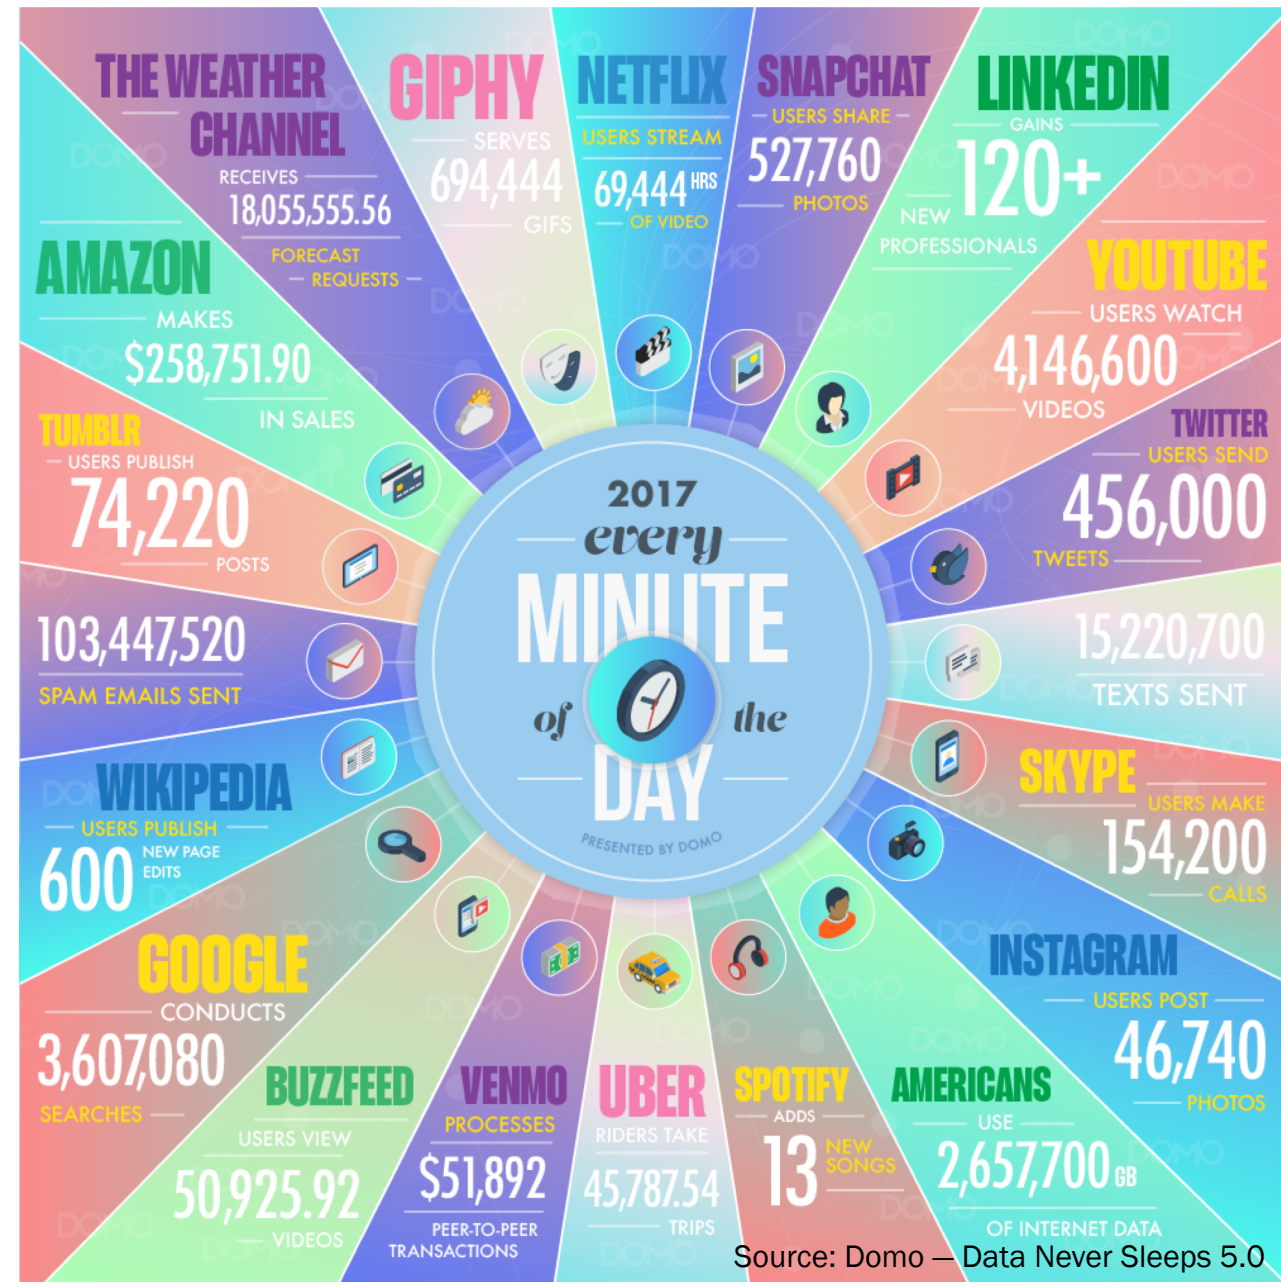 THE WEATHER
CHANNEL
RECEIVES
18,055,555.56
FORECAST
REQUESTS
GIPHY
SERVES
694,444
GIFS
NETFLIX
USERS STREAM
69,444 HRS
OF VIDEO
SNAPCHAT
USERS SHARE
527,760
PHOTOS
LINKEDIN
GAINS
120+
NEW
PROFESSIONALS
YOUTUBE
USERS WATCH
4,146,600
VIDEOS
TWITTER
USERS SEND
456,000
TWEETS
15,220,700
TEXTS SENT
SKYPE
USERS MAKE
154,200
CALLS
INSTAGRAM
USERS POST
46,740
PHOTOS
AMERICANS
USE
2,657,700 GB
OF INTERNET DATA
SPOTIFY
ADDS
13 NEW
SONGS
UBER
RIDERS TAKE
45,787.54
TRIPS
VENMO
PROCESSES
$51,892
PEER-TO-PEER
TRANSACTIONS
BUZZFEED
USERS VIEW
50,925.92
VIDEOS
GOOGLE
CONDUCTS
3,607,080
SEARCHES
WIKIPEDIA
USERS PUBLISH
600 NEW PAGE
EDITS
103,447,520
SPAM EMAILS SENT
TUMBLR
USERS PUBLISH
74,220
POSTS
AMAZON
MAKES
$258,751.90
IN SALES
2017
every
MINUTE
of the
DAY
PRESENTED BY DOMO
Source: Domo — Data Never Sleeps 5.0
DOMO